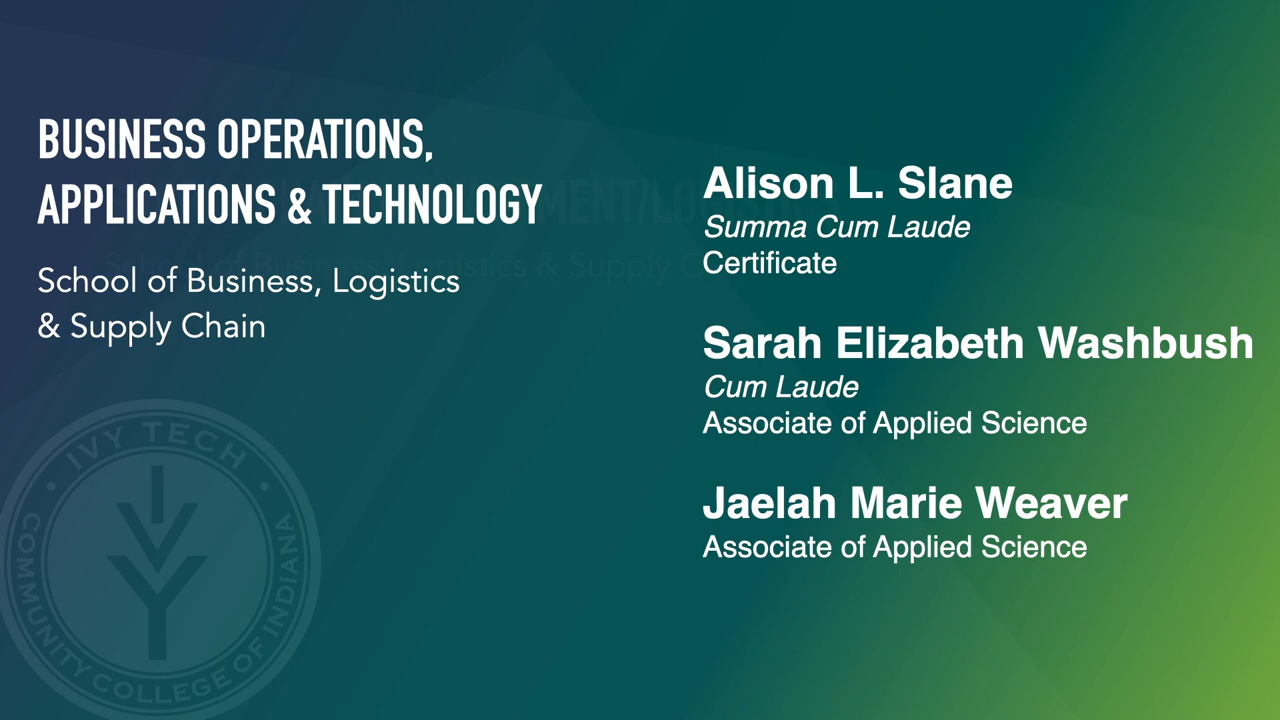 BUSINESS OPERATIONS,
APPLICATIONS & TECHNOLOGY
School of Business, Logistics
& Supply Chain
Alison L. Slane
Summa Cum Laude
Certificate
Sarah Elizabeth Washbush
Cum Laude
Associate of Applied Science
Jaelah Marie Weaver
Associate of Applied Science
IVY TECH
COMMUNITY COLLEGE OF INDIANA